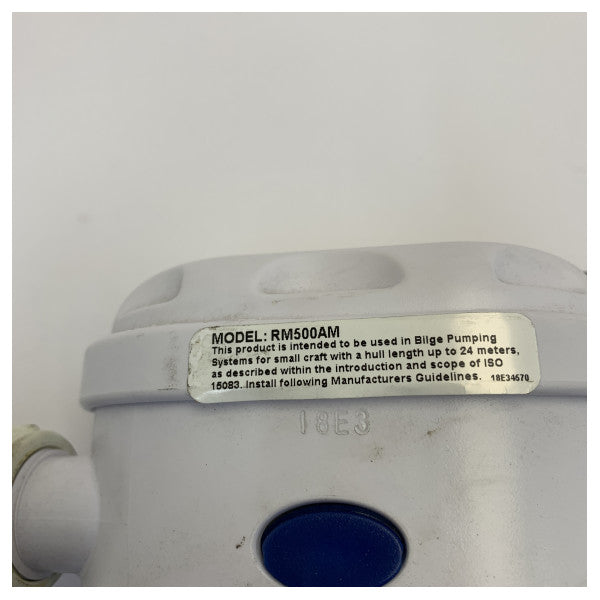 MODEL: RM500AM
This product is intended to be used in Bilge Pumping
Systems for small craft with a hull length up to 24 meters,
as described within the introduction and scope of ISO
15083. Install following Manufacturers Guidelines. 18E34570
18E3